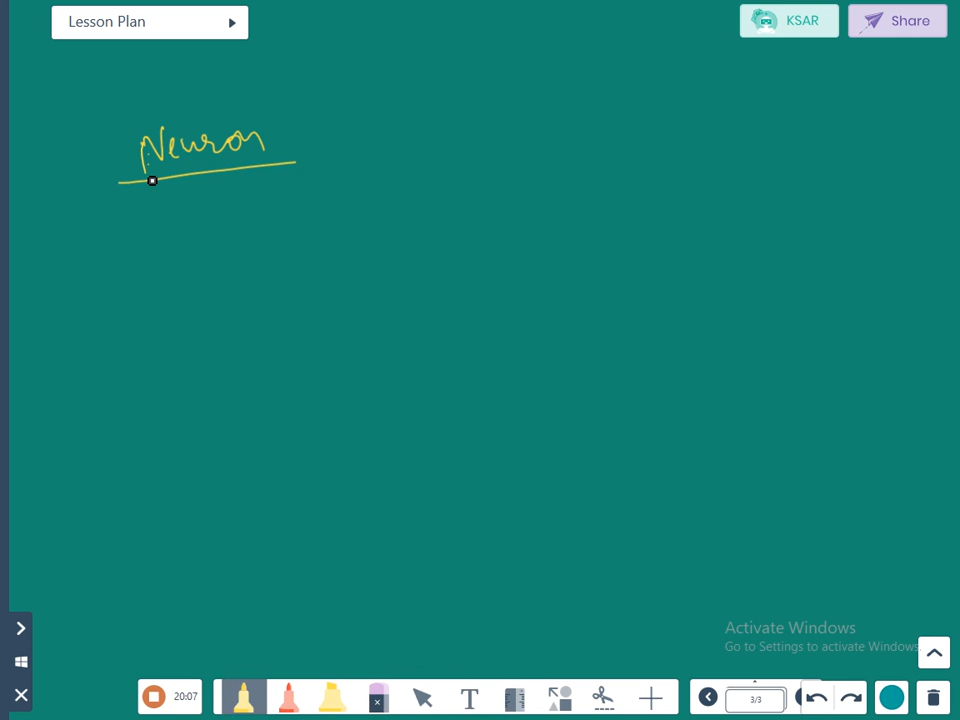 Lesson Plan
KSAR
Share
Neuron
Activate Windows
Go to Settings to activate Windows.
20:07
T
3/3